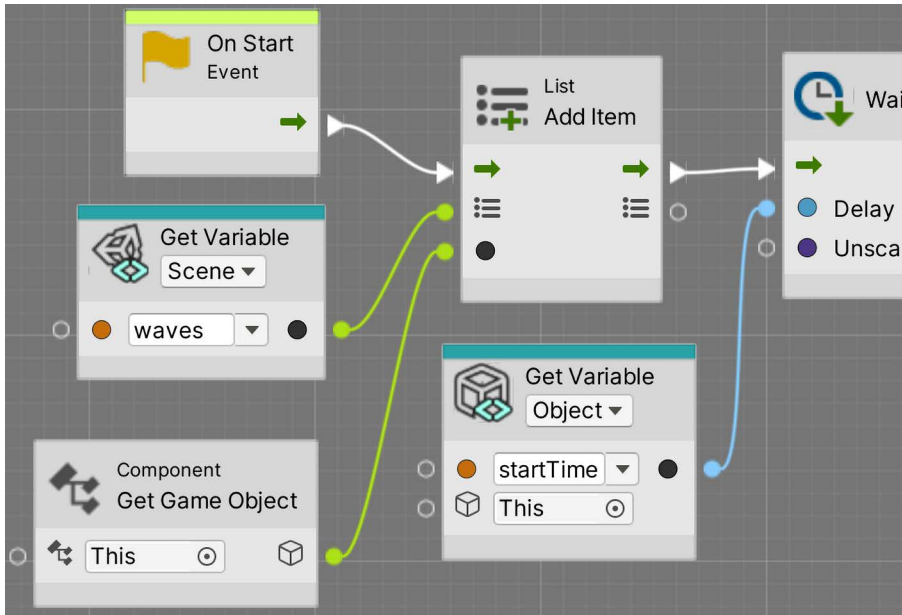 On Start
Event
List
Add Item
Wai
Delay
Unsca
Get Variable
Scene
waves
Get Variable
Object
startTime
This
Component
Get Game Object
This